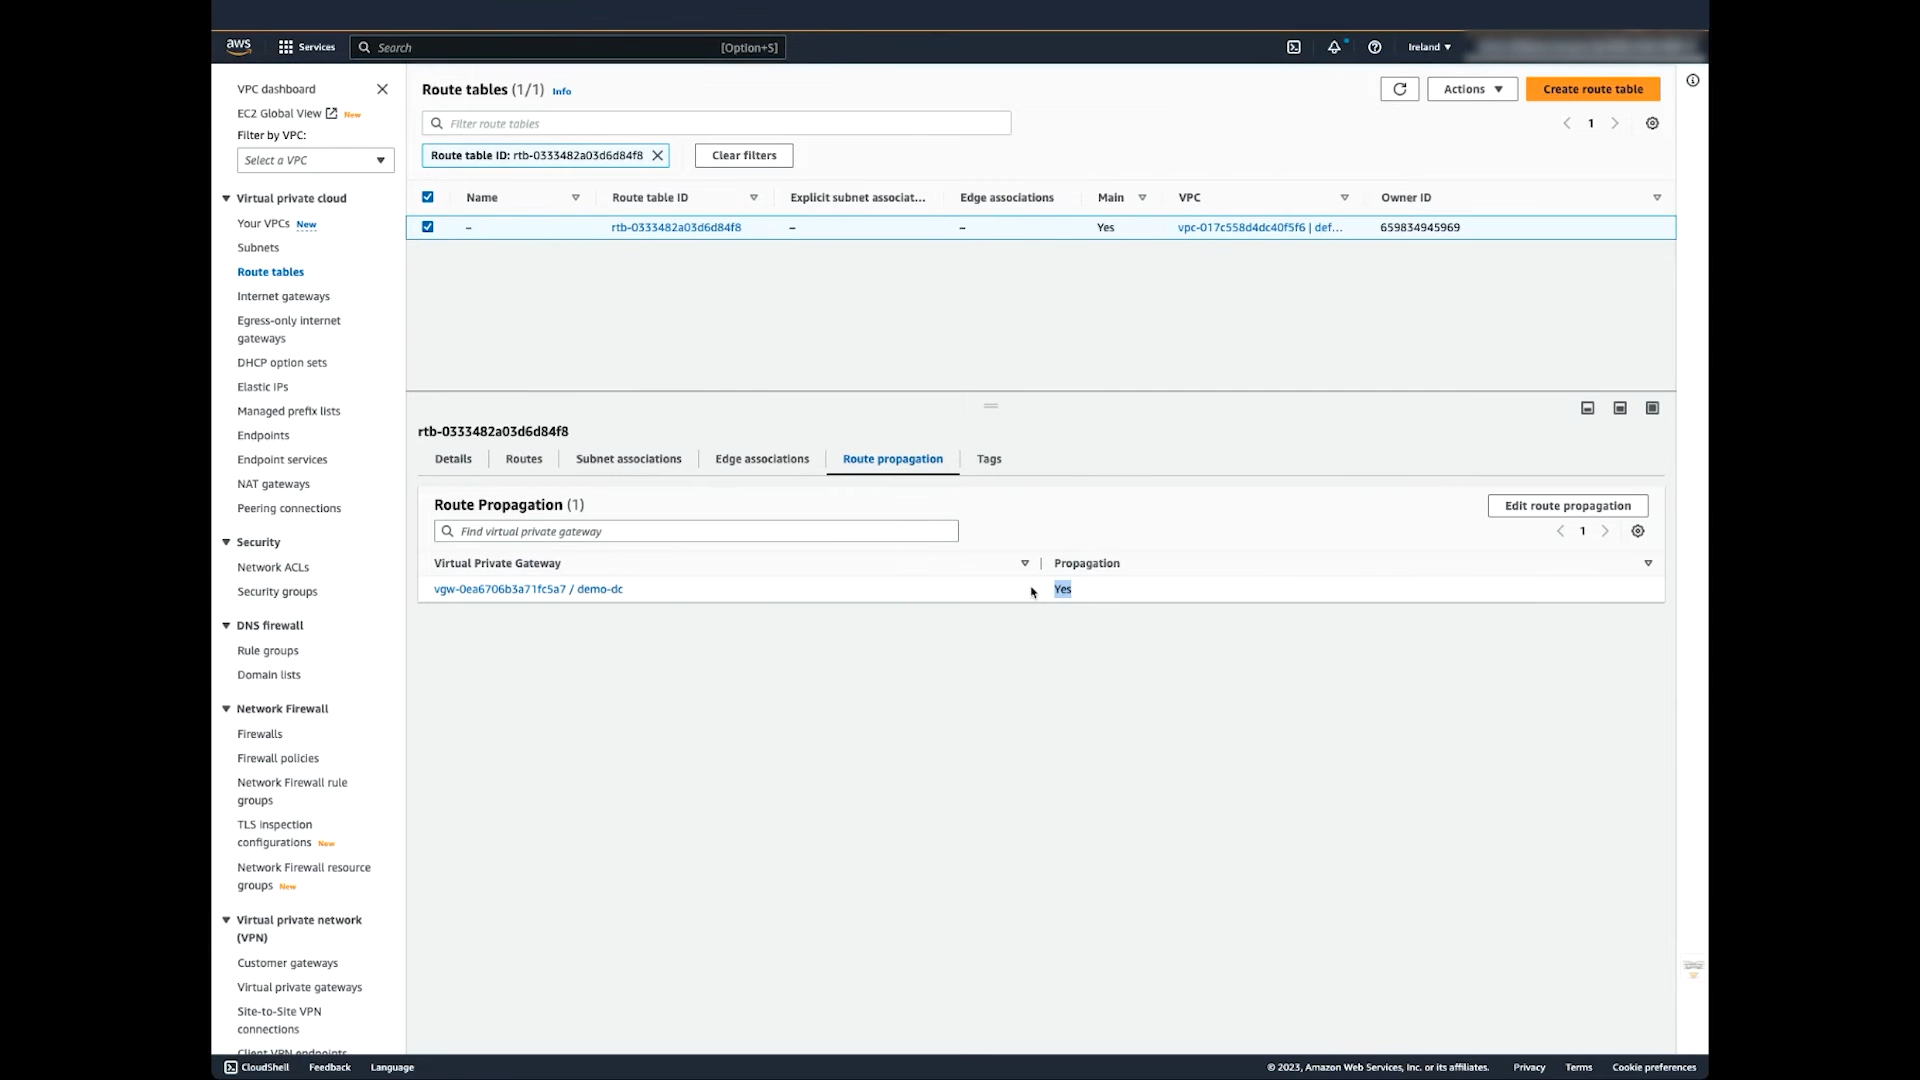 aws
Services
Search
[Option+S]
Ireland
VPC dashboard
EC2 Global View
New
Filter by VPC:
Select a VPC
Virtual private cloud
Your VPCs New
Subnets
Route tables
Internet gateways
Egress-only internet
gateways
DHCP option sets
Elastic IPs
Managed prefix lists
Endpoints
Endpoint services
NAT gateways
Peering connections
Security
Network ACLs
Security groups
DNS firewall
Rule groups
Domain lists
Network Firewall
Firewalls
Firewall policies
Network Firewall rule
groups
TLS inspection
configurations New
Network Firewall resource
groups New
Virtual private network
(VPN)
Customer gateways
Virtual private gateways
Site-to-Site VPN
connections
Client VPN endpoints
Route tables (1/1) Info
Actions
Create route table
Filter route tables
1
Route table ID: rtb-0333482a03d6d84f8
Clear filters
Name
Route table ID
Explicit subnet associat...
Edge associations
Main
VPC
Owner ID
–
rtb-0333482a03d6d84f8
–
–
Yes
vpc-017c558d4dc40f5f6 | def...
659834945969
rtb-0333482a03d6d84f8
Details
Routes
Subnet associations
Edge associations
Route propagation
Tags
Route Propagation (1)
Edit route propagation
Find virtual private gateway
1
Virtual Private Gateway
Propagation
vgw-0ea6706b3a71fc5a7 / demo-dc
Yes
CloudShell
Feedback
Language
© 2023, Amazon Web Services, Inc. or its affiliates.
Privacy
Terms
Cookie preferences